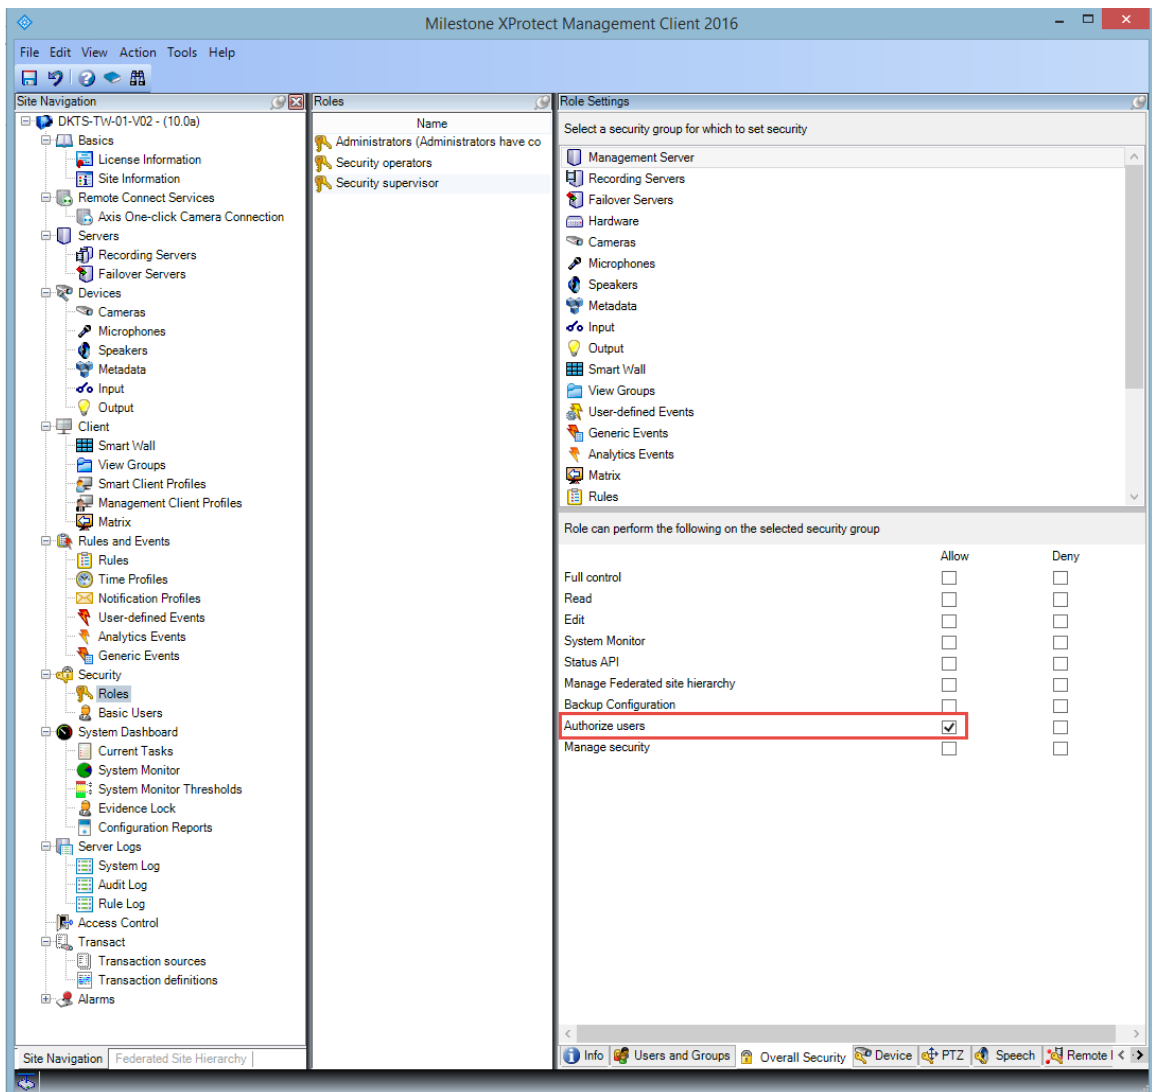 Milestone XProtect Management Client 2016
File Edit View Action Tools Help
Site Navigation
DKTS-TW-01-V02 - (10.0a)
Basics
License Information
Site Information
Remote Connect Services
Axis One-click Camera Connection
Servers
Recording Servers
Failover Servers
Devices
Cameras
Microphones
Speakers
Metadata
Input
Output
Client
Smart Wall
View Groups
Smart Client Profiles
Management Client Profiles
Matrix
Rules and Events
Rules
Time Profiles
Notification Profiles
User-defined Events
Analytics Events
Generic Events
Security
Roles
Basic Users
System Dashboard
Current Tasks
System Monitor
System Monitor Thresholds
Evidence Lock
Configuration Reports
Server Logs
System Log
Audit Log
Rule Log
Access Control
Transact
Transaction sources
Transaction definitions
Alarms
Site Navigation Federated Site Hierarchy
Roles
Name
Administrators (Administrators have co
Security operators
Security supervisor
Role Settings
Select a security group for which to set security
Management Server
Recording Servers
Failover Servers
Hardware
Cameras
Microphones
Speakers
Metadata
Input
Output
Smart Wall
View Groups
User-defined Events
Generic Events
Analytics Events
Matrix
Rules
Role can perform the following on the selected security group
Allow Deny
Full control
Read
Edit
System Monitor
Status API
Manage Federated site hierarchy
Backup Configuration
Authorize users
Manage security
Info Users and Groups Overall Security Device PTZ Speech Remote